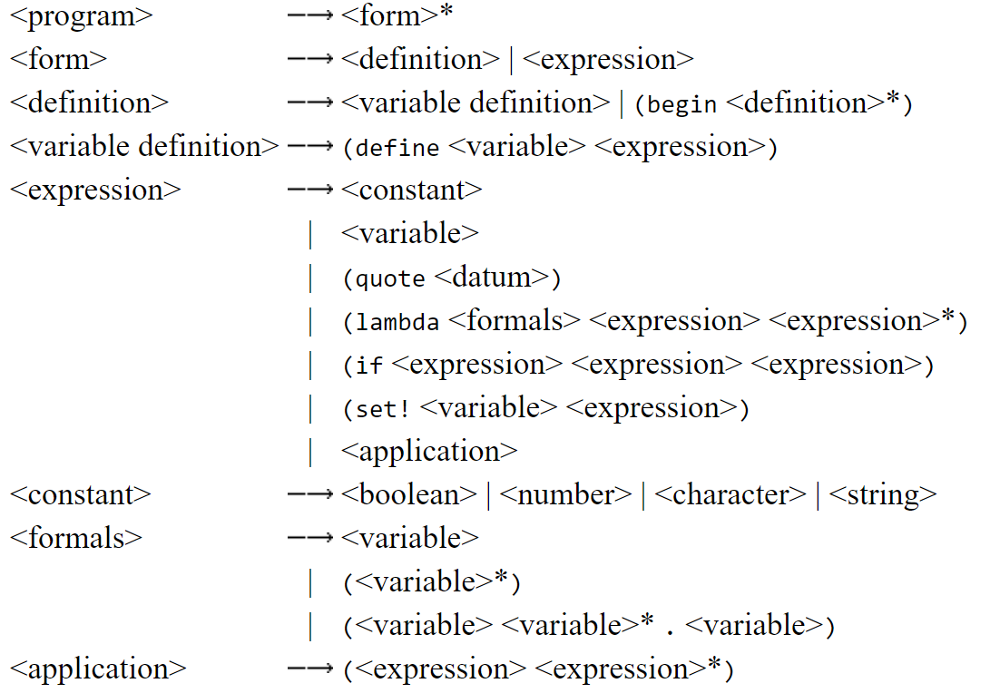 <program> ⟶ <form>*
<form> ⟶ <definition> | <expression>
<definition> ⟶ <variable definition> | (begin <definition>*)
<variable definition> ⟶ (define <variable> <expression>)
<expression> ⟶ <constant>
| <variable>
| (quote <datum>)
| (lambda <formals> <expression> <expression>*)
| (if <expression> <expression> <expression>)
| (set! <variable> <expression>)
| <application>
<constant> ⟶ <boolean> | <number> | <character> | <string>
<formals> ⟶ <variable>
| (<variable>*)
| (<variable> <variable>* . <variable>)
<application> ⟶ (<expression> <expression>*)